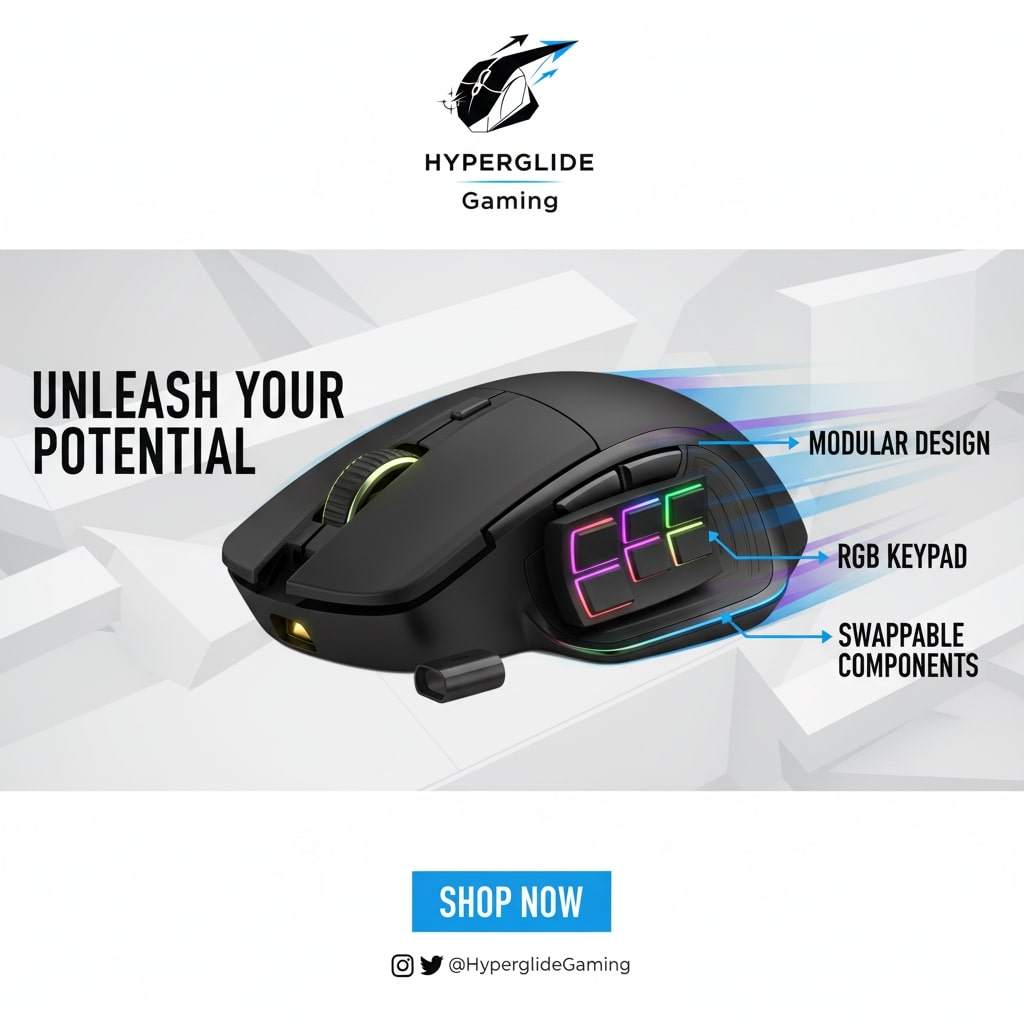 HYPERGLIDE
Gaming
UNLEASH YOUR
POTENTIAL
MODULAR DESIGN
RGB KEYPAD
SWAPPABLE
COMPONENTS
SHOP NOW
@HyperglideGaming